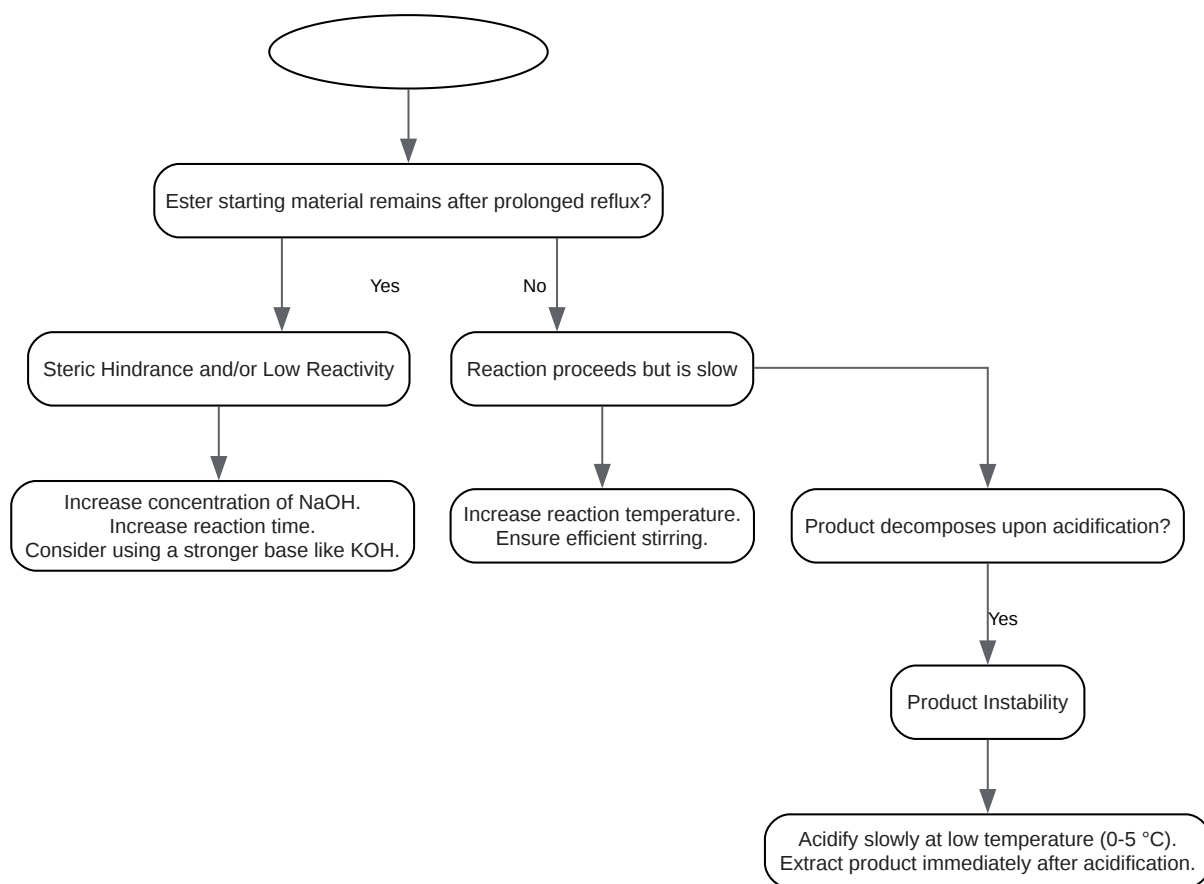 Ester starting material remains after prolonged reflux?
Yes
No
Steric Hindrance and/or Low Reactivity
Reaction proceeds but is slow
Increase concentration of NaOH.
Increase reaction time.
Consider using a stronger base like KOH.
Increase reaction temperature.
Ensure efficient stirring.
Product decomposes upon acidification?
Yes
Product Instability
Acidify slowly at low temperature (0-5 °C).
Extract product immediately after acidification.